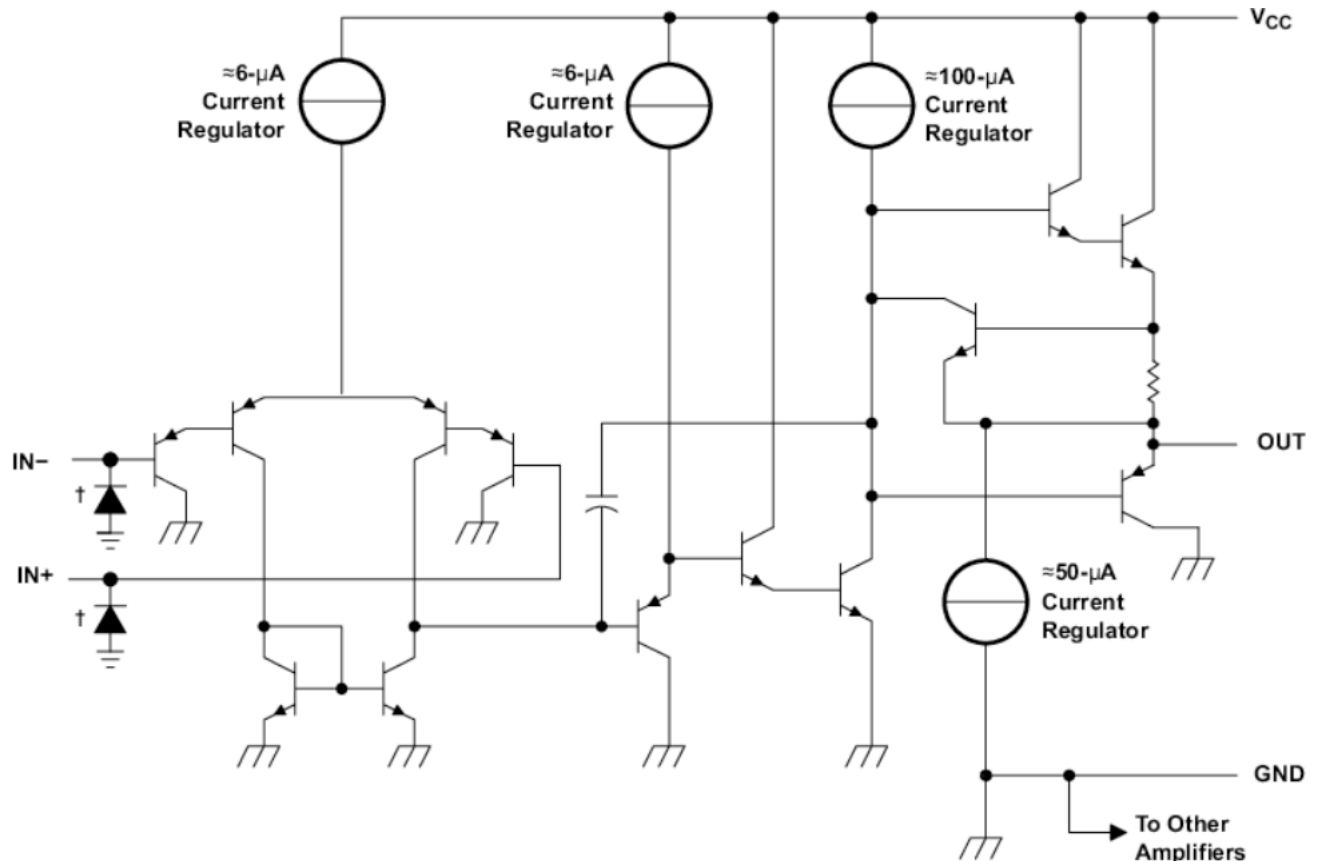 V_CC
≈6-μA
Current
Regulator
≈6-μA
Current
Regulator
≈100-μA
Current
Regulator
IN−
†
OUT
IN+
†
≈50-μA
Current
Regulator
GND
To Other
Amplifiers